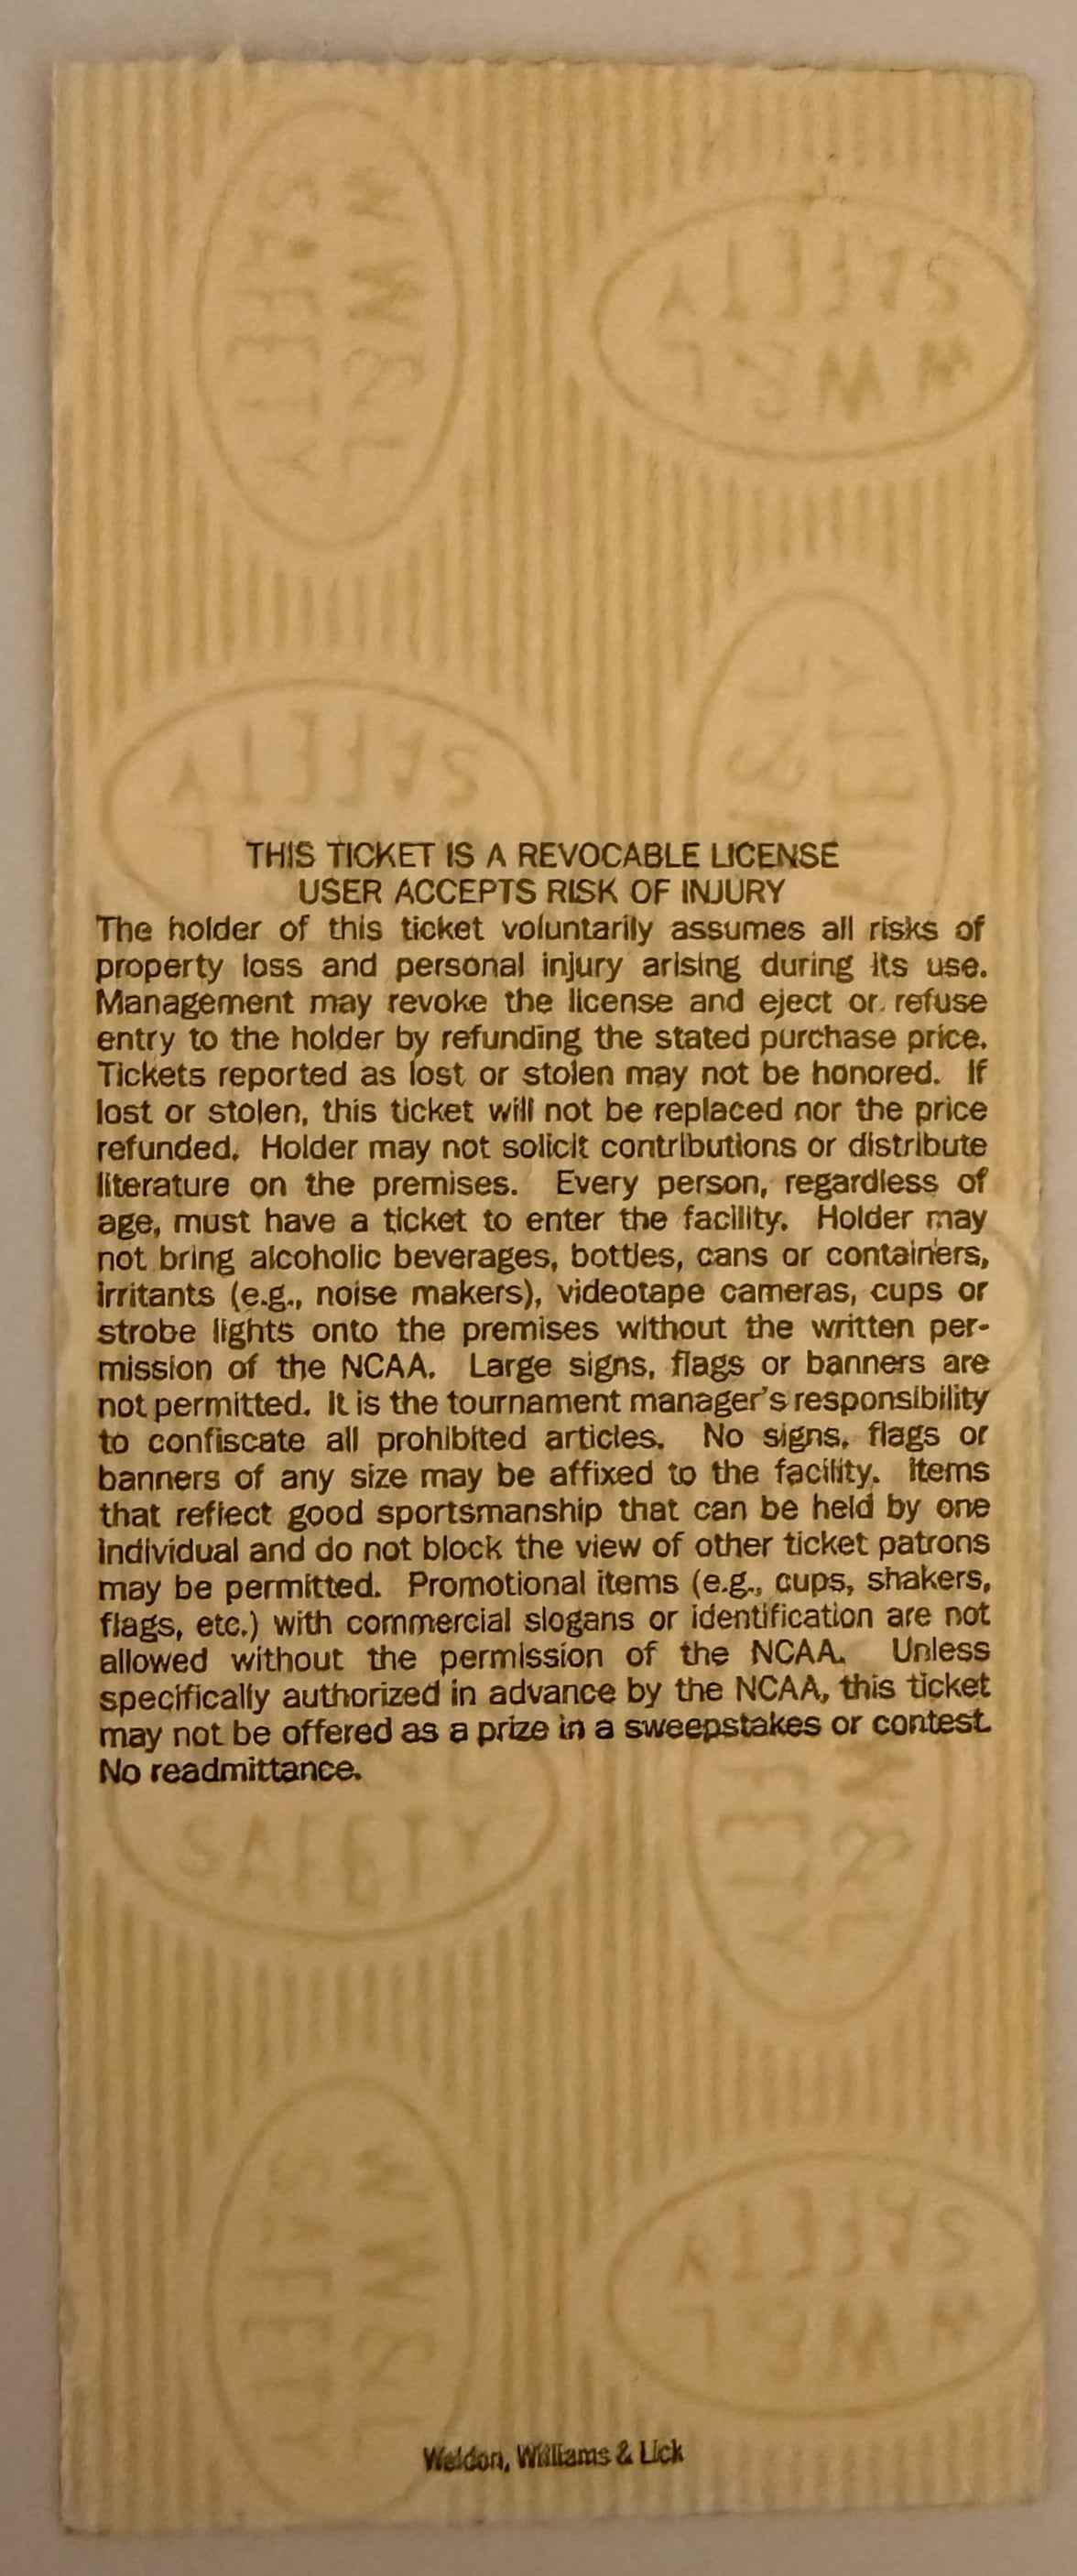 SAFETY
W W & L
SAFETY
W W & L
SAFETY
THIS TICKET IS A REVOCABLE LICENSE
USER ACCEPTS RISK OF INJURY
The holder of this ticket voluntarily assumes all risks of
property loss and personal injury arising during its use.
Management may revoke the license and eject or refuse
entry to the holder by refunding the stated purchase price.
Tickets reported as lost or stolen may not be honored. If
lost or stolen, this ticket will not be replaced nor the price
refunded. Holder may not solicit contributions or distribute
literature on the premises. Every person, regardless of
age, must have a ticket to enter the facility. Holder may
not bring alcoholic beverages, bottles, cans or containers,
irritants (e.g., noise makers), videotape cameras, cups or
strobe lights onto the premises without the written per-
mission of the NCAA. Large signs, flags or banners are
not permitted. It is the tournament manager's responsibility
to confiscate all prohibited articles. No signs, flags or
banners of any size may be affixed to the facility. Items
that reflect good sportsmanship that can be held by one
individual and do not block the view of other ticket patrons
may be permitted. Promotional items (e.g., cups, shakers,
flags, etc.) with commercial slogans or identification are not
allowed without the permission of the NCAA. Unless
specifically authorized in advance by the NCAA, this ticket
may not be offered as a prize in a sweepstakes or contest.
No readmittance.
SAFETY
W W & L
SAFETY
SAFETY
W W & L
Weldon, Williams & Lick